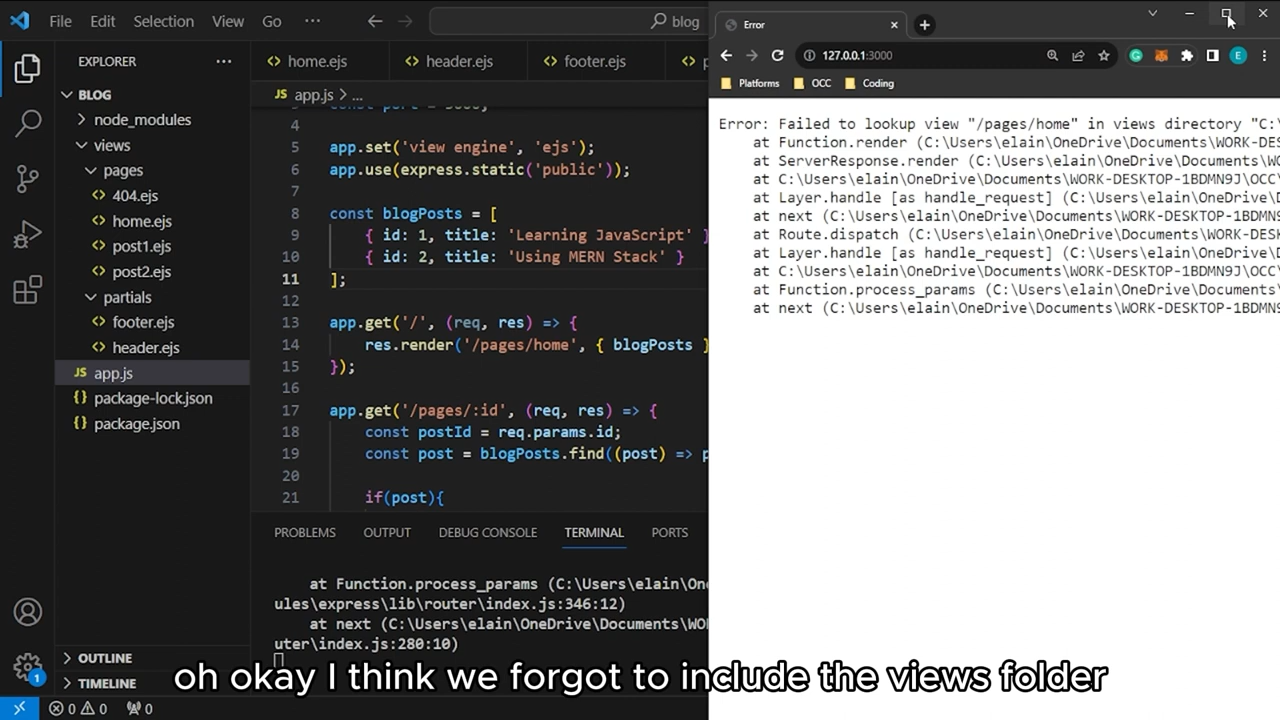 File Edit Selection View Go ··· blog
EXPLORER ···
BLOG
node_modules
views
pages
404.ejs
home.ejs
post1.ejs
post2.ejs
partials
footer.ejs
header.ejs
JS app.js
{} package-lock.json
{} package.json
OUTLINE
TIMELINE
1
0 0 0
home.ejs header.ejs footer.ejs
JS app.js > ...
4
5 app.set('view engine', 'ejs');
6 app.use(express.static('public'));
7
8 const blogPosts = [
9 { id: 1, title: 'Learning JavaScript' }
10 { id: 2, title: 'Using MERN Stack' }
11 ];
12
13 app.get('/', (req, res) => {
14 res.render('/pages/home', { blogPosts }
15 });
16
17 app.get('/pages/:id', (req, res) => {
18 const postId = req.params.id;
19 const post = blogPosts.find((post) => p
20
21 if(post){
PROBLEMS OUTPUT DEBUG CONSOLE TERMINAL PORTS
at Function.process_params (C:\Users\elain\One
ules\express\lib\router\index.js:346:12)
at next (C:\Users\elain\OneDrive\Documents\WOR
uter\index.js:280:10)
Error
127.0.0.1:3000
E
Platforms OCC Coding
Error: Failed to lookup view "/pages/home" in views directory "C:\
at Function.render (C:\Users\elain\OneDrive\Documents\WORK-DES
at ServerResponse.render (C:\Users\elain\OneDrive\Documents\WO
at C:\Users\elain\OneDrive\Documents\WORK-DESKTOP-1BDMN9J\OCC\
at Layer.handle [as handle_request] (C:\Users\elain\OneDrive\D
at next (C:\Users\elain\OneDrive\Documents\WORK-DESKTOP-1BDMN9
at Route.dispatch (C:\Users\elain\OneDrive\Documents\WORK-DESK
at Layer.handle [as handle_request] (C:\Users\elain\OneDrive\D
at C:\Users\elain\OneDrive\Documents\WORK-DESKTOP-1BDMN9J\OCC\
at Function.process_params (C:\Users\elain\OneDrive\Documents\
at next (C:\Users\elain\OneDrive\Documents\WORK-DESKTOP-1BDMN9
oh okay I think we forgot to include the views folder